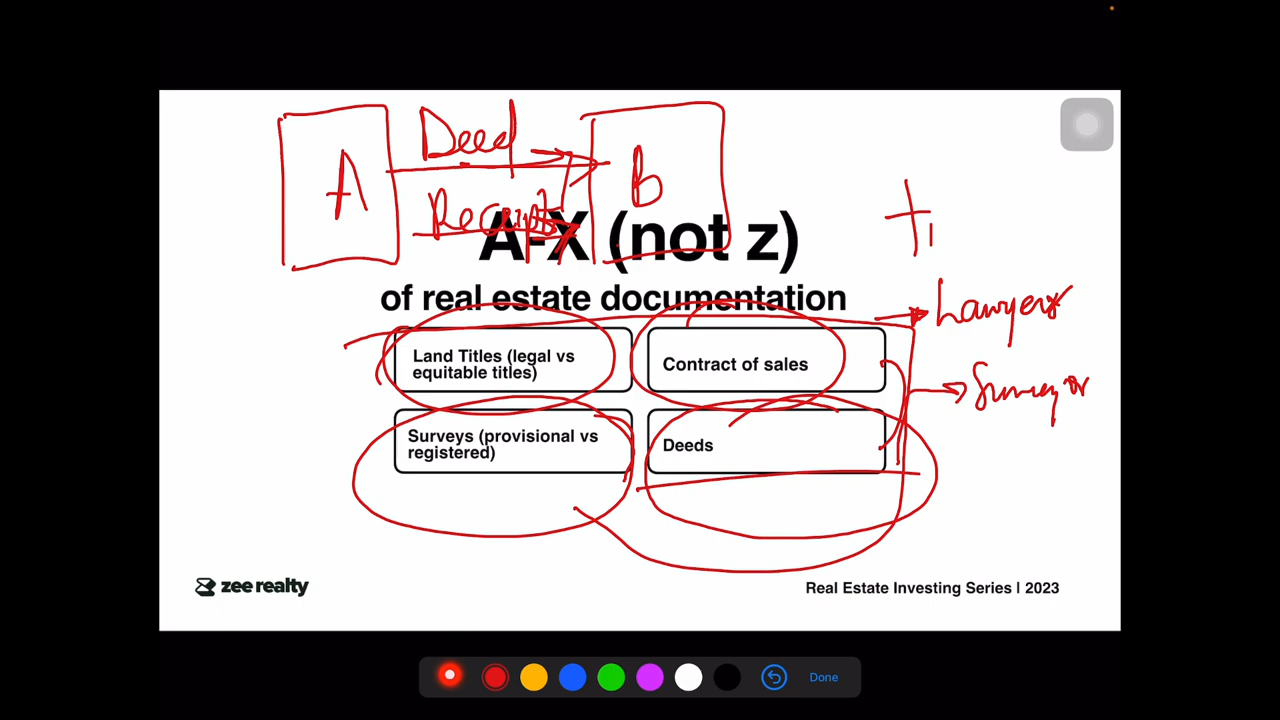 Deed
A
B
Receipt
A-X (not z)
of real estate documentation
Lawyers
Land Titles (legal vs
equitable titles)
Contract of sales
Surveyor
Surveys (provisional vs
registered)
Deeds
zee realty
Real Estate Investing Series | 2023
Done